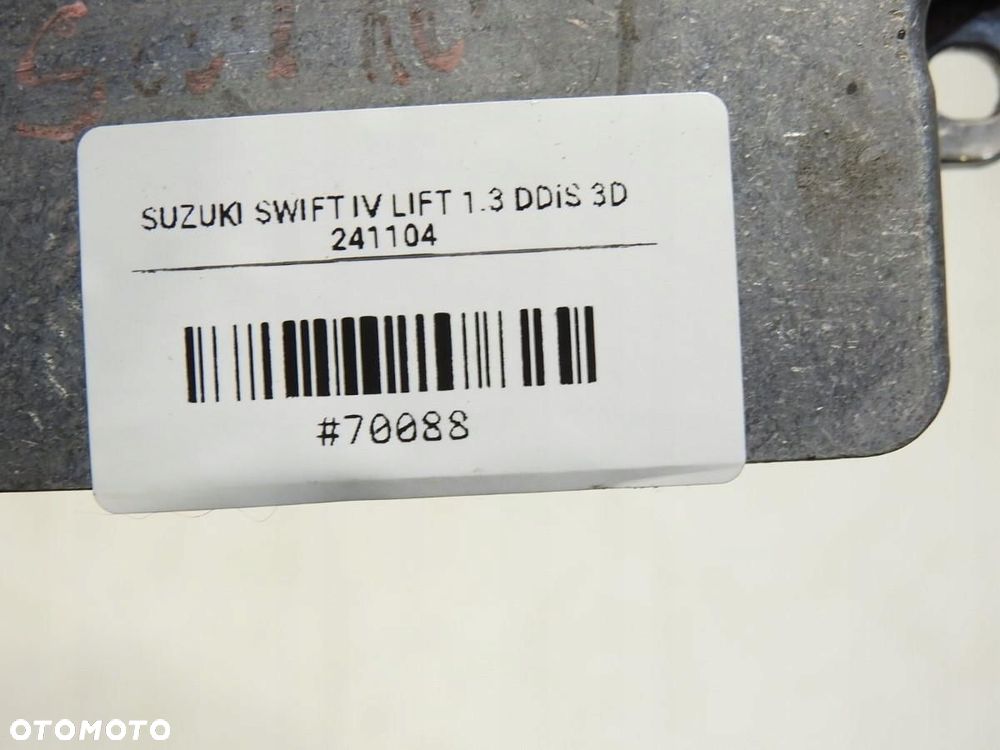 SUZUKI SWIFT IV LIFT 1.3 DDiS 3D
241104
#70088
OTOMOTO